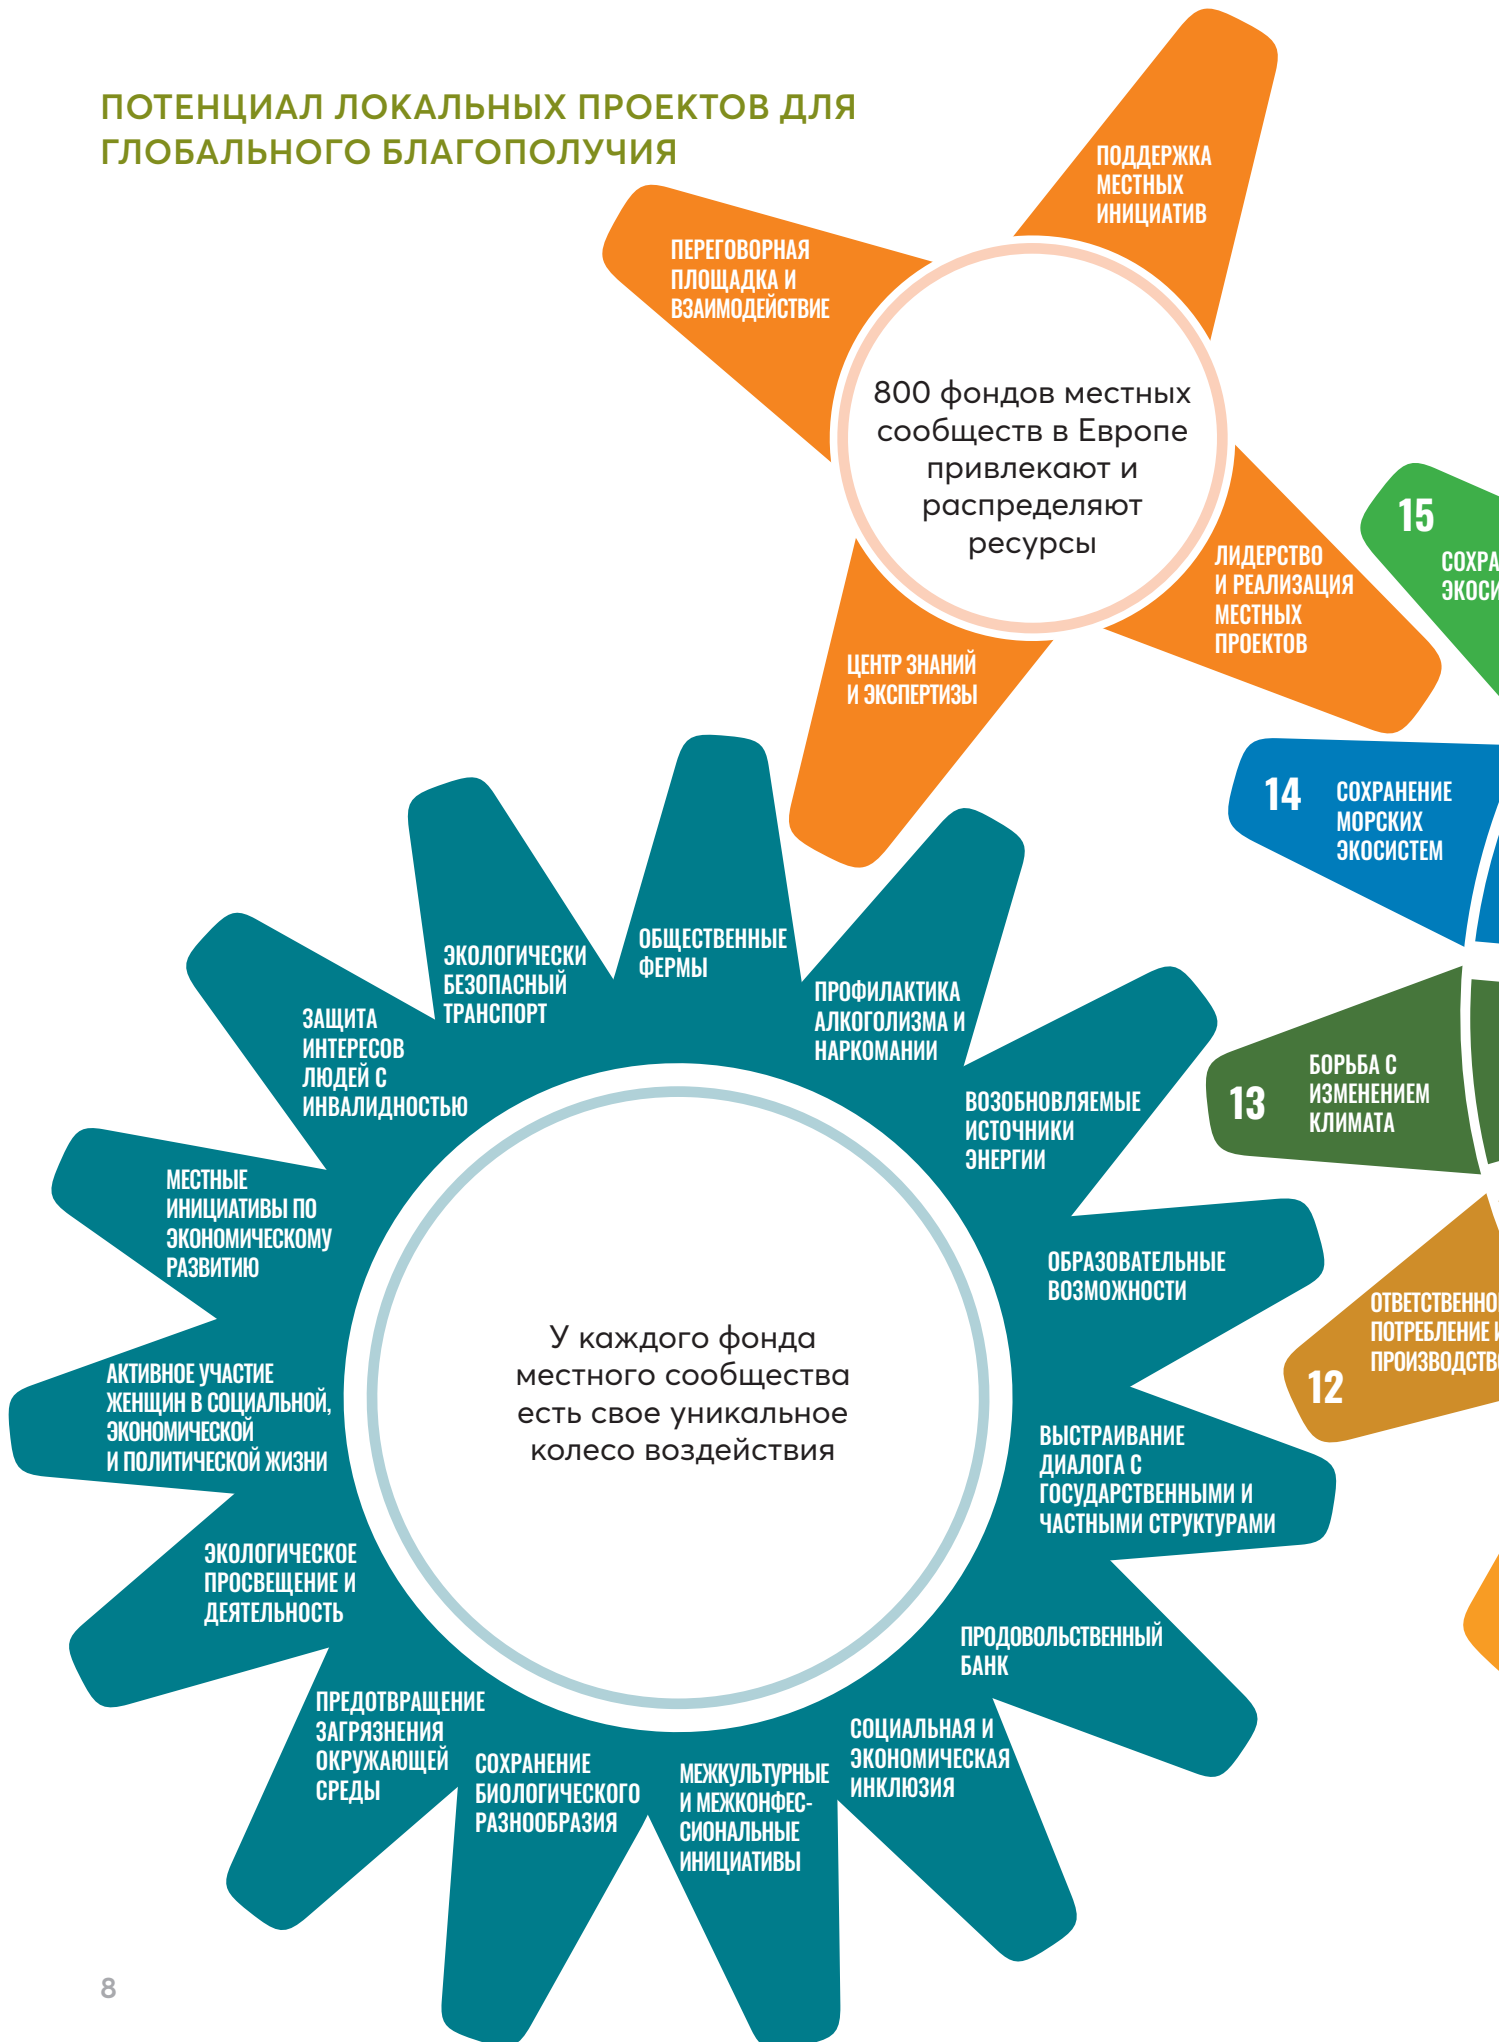 ПОТЕНЦИАЛ ЛОКАЛЬНЫХ ПРОЕКТОВ ДЛЯ
ГЛОБАЛЬНОГО БЛАГОПОЛУЧИЯ
ПОДДЕРЖКА
МЕСТНЫХ
ИНИЦИАТИВ
ПЕРЕГОВОРНАЯ
ПЛОЩАДКА И
ВЗАИМОДЕЙСТВИЕ
800 фондов местных
сообществ в Европе
привлекают и
распределяют
ресурсы
ЛИДЕРСТВО
И РЕАЛИЗАЦИЯ
МЕСТНЫХ
ПРОЕКТОВ
ЦЕНТР ЗНАНИЙ
И ЭКСПЕРТИЗЫ
15
СОХРА
ЭКОСИ
14
СОХРАНЕНИЕ
МОРСКИХ
ЭКОСИСТЕМ
13
БОРЬБА С
ИЗМЕНЕНИЕМ
КЛИМАТА
ОТВЕТСТВЕННО
ПОТРЕБЛЕНИЕ
ПРОИЗВОДСТВ
12
ОБЩЕСТВЕННЫЕ
ФЕРМЫ
ЭКОЛОГИЧЕСКИ
БЕЗОПАСНЫЙ
ТРАНСПОРТ
ПРОФИЛАКТИКА
АЛКОГОЛИЗМА И
НАРКОМАНИИ
ЗАЩИТА
ИНТЕРЕСОВ
ЛЮДЕЙ С
ИНВАЛИДНОСТЬЮ
ВОЗОБНОВЛЯЕМЫЕ
ИСТОЧНИКИ
ЭНЕРГИИ
МЕСТНЫЕ
ИНИЦИАТИВЫ ПО
ЭКОНОМИЧЕСКОМУ
РАЗВИТИЮ
ОБРАЗОВАТЕЛЬНЫЕ
ВОЗМОЖНОСТИ
У каждого фонда
местного сообщества
есть свое уникальное
колесо воздействия
АКТИВНОЕ УЧАСТИЕ
ЖЕНЩИН В СОЦИАЛЬНОЙ,
ЭКОНОМИЧЕСКОЙ
И ПОЛИТИЧЕСКОЙ ЖИЗНИ
ВЫСТРАИВАНИЕ
ДИАЛОГА С
ГОСУДАРСТВЕННЫМИ И
ЧАСТНЫМИ СТРУКТУРАМИ
ЭКОЛОГИЧЕСКОЕ
ПРОСВЕЩЕНИЕ И
ДЕЯТЕЛЬНОСТЬ
ПРОДОВОЛЬСТВЕННЫЙ
БАНК
ПРЕДОТВРАЩЕНИЕ
ЗАГРЯЗНЕНИЯ
ОКРУЖАЮЩЕЙ
СРЕДЫ
СОХРАНЕНИЕ
БИОЛОГИЧЕСКОГО
РАЗНООБРАЗИЯ
МЕЖКУЛЬТУРНЫЕ
И МЕЖКОНФЕС-
СИОНАЛЬНЫЕ
ИНИЦИАТИВЫ
СОЦИАЛЬНАЯ И
ЭКОНОМИЧЕСКАЯ
ИНКЛЮЗИЯ
8